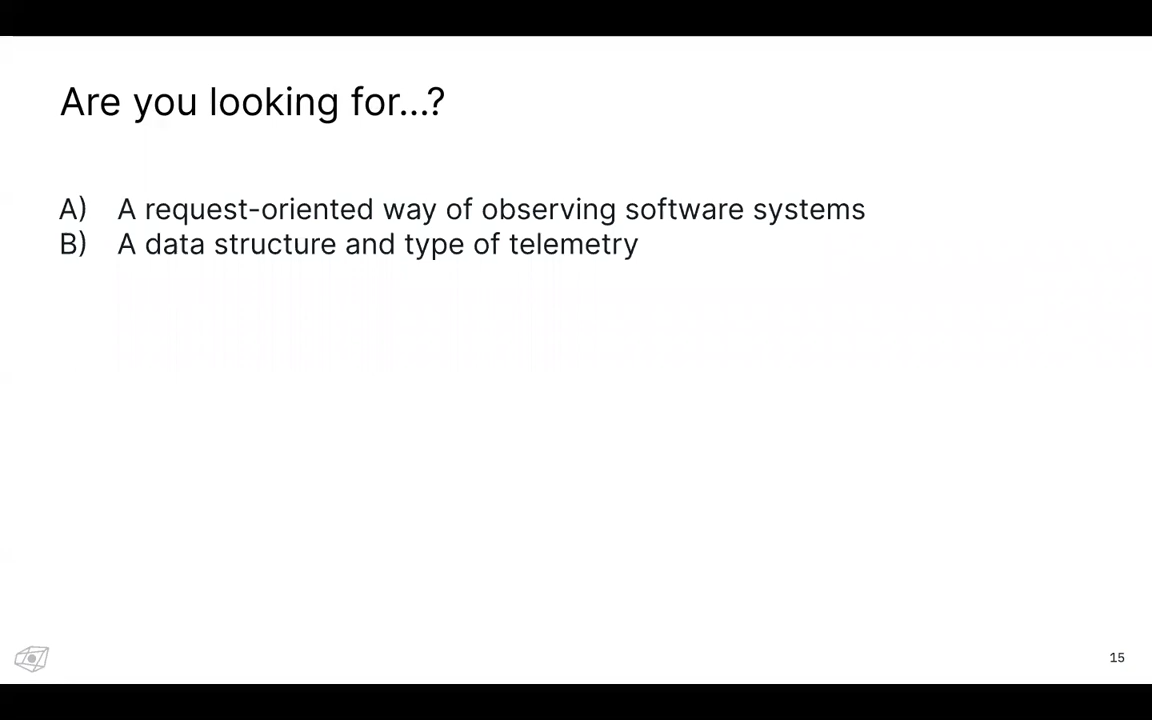 Are you looking for...?
A) A request-oriented way of observing software systems
B) A data structure and type of telemetry
15